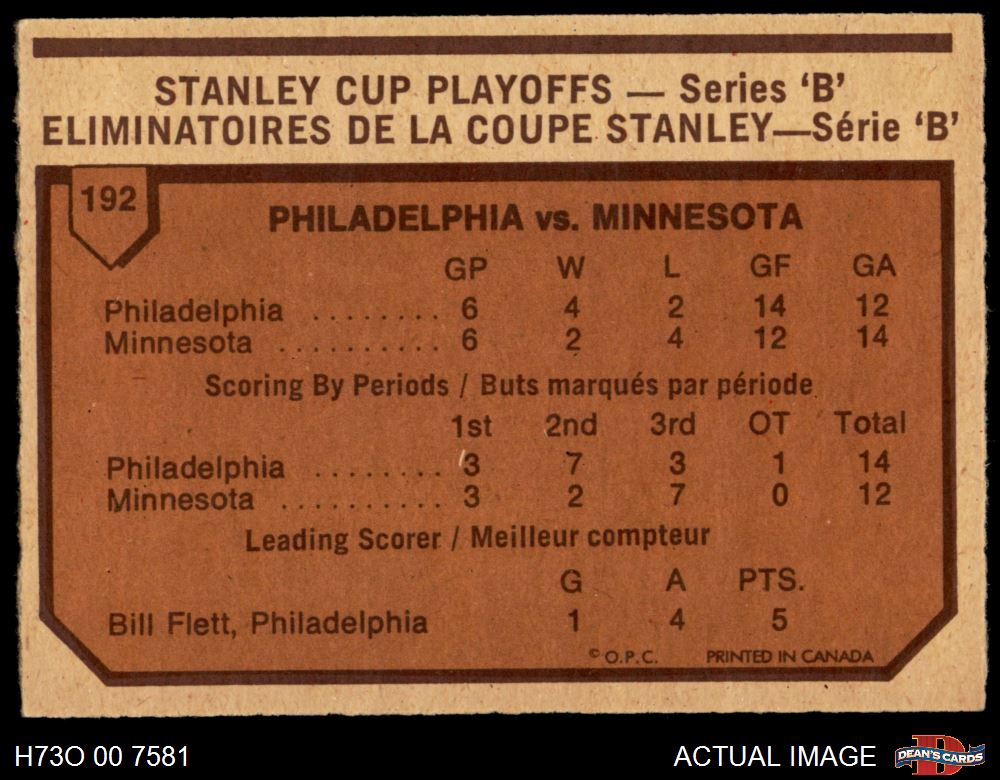 STANLEY CUP PLAYOFFS — Series ‘B’
ELIMINATOIRES DE LA COUPE STANLEY—Série ‘B’
192
PHILADELPHIA vs. MINNESOTA
GP W L GF GA
Philadelphia ........ 6 4 2 14 12
Minnesota .......... 6 2 4 12 14
Scoring By Periods / Buts marqués par période
1st 2nd 3rd OT Total
Philadelphia ........ 3 7 3 1 14
Minnesota .......... 3 2 7 0 12
Leading Scorer / Meilleur compteur
G A PTS.
Bill Flett, Philadelphia 1 4 5
© O.P.C. PRINTED IN CANADA
H73O 00 7581 ACTUAL IMAGE DEAN'S CARDS